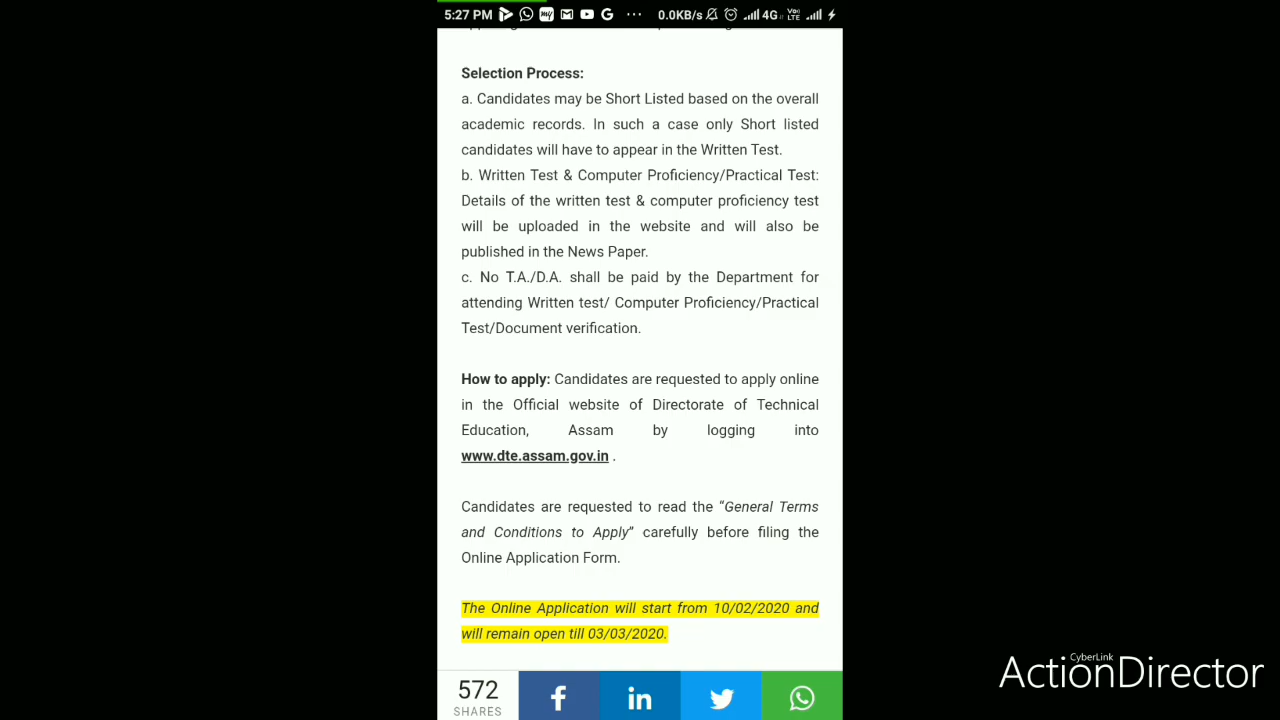 5:27 PM my G ... 0.0KB/s 4G Vo) LTE
Selection Process:
a. Candidates may be Short Listed based on the overall
academic records. In such a case only Short listed
candidates will have to appear in the Written Test.
b. Written Test & Computer Proficiency/Practical Test:
Details of the written test & computer proficiency test
will be uploaded in the website and will also be
published in the News Paper.
c. No T.A./D.A. shall be paid by the Department for
attending Written test/ Computer Proficiency/Practical
Test/Document verification.
How to apply: Candidates are requested to apply online
in the Official website of Directorate of Technical
Education, Assam by logging into
www.dte.assam.gov.in .
Candidates are requested to read the “General Terms
and Conditions to Apply” carefully before filing the
Online Application Form.
The Online Application will start from 10/02/2020 and
will remain open till 03/03/2020.
572
SHARES
f in
CyberLink
ActionDirector